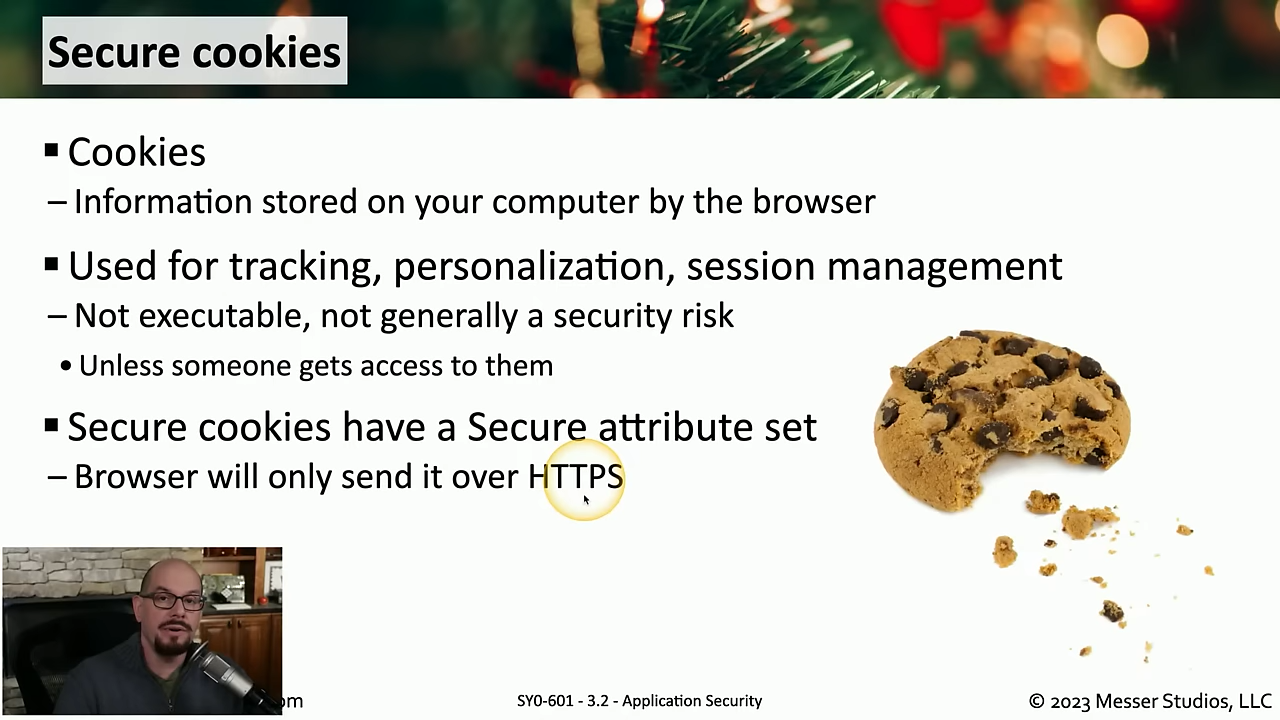 Secure cookies
▪ Cookies
– Information stored on your computer by the browser
▪ Used for tracking, personalization, session management
– Not executable, not generally a security risk
• Unless someone gets access to them
▪ Secure cookies have a Secure attribute set
– Browser will only send it over HTTPS
om
SY0-601 - 3.2 - Application Security
© 2023 Messer Studios, LLC